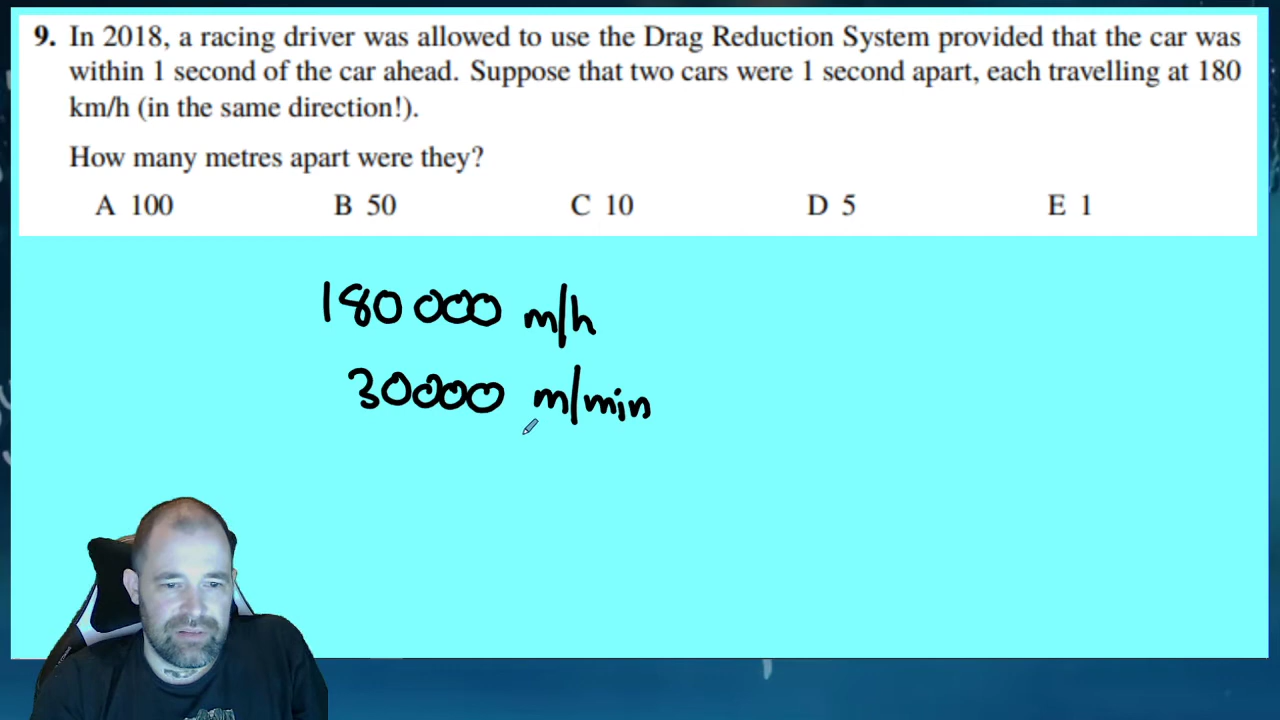 9. In 2018, a racing driver was allowed to use the Drag Reduction System provided that the car was
within 1 second of the car ahead. Suppose that two cars were 1 second apart, each travelling at 180
km/h (in the same direction!).
How many metres apart were they?
A 100 B 50 C 10 D 5 E 1
180 000 m/h
30000 m/min